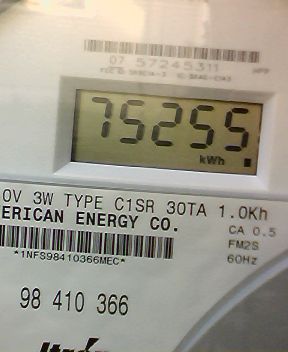 07 57245311
75255
kWh
0V 3W TYPE C1SR 30TA 1.0Kh
ERICAN ENERGY CO.
CA 0.5
FM2S
60Hz
*1NFS98410366MEC*
98 410 366
Itron